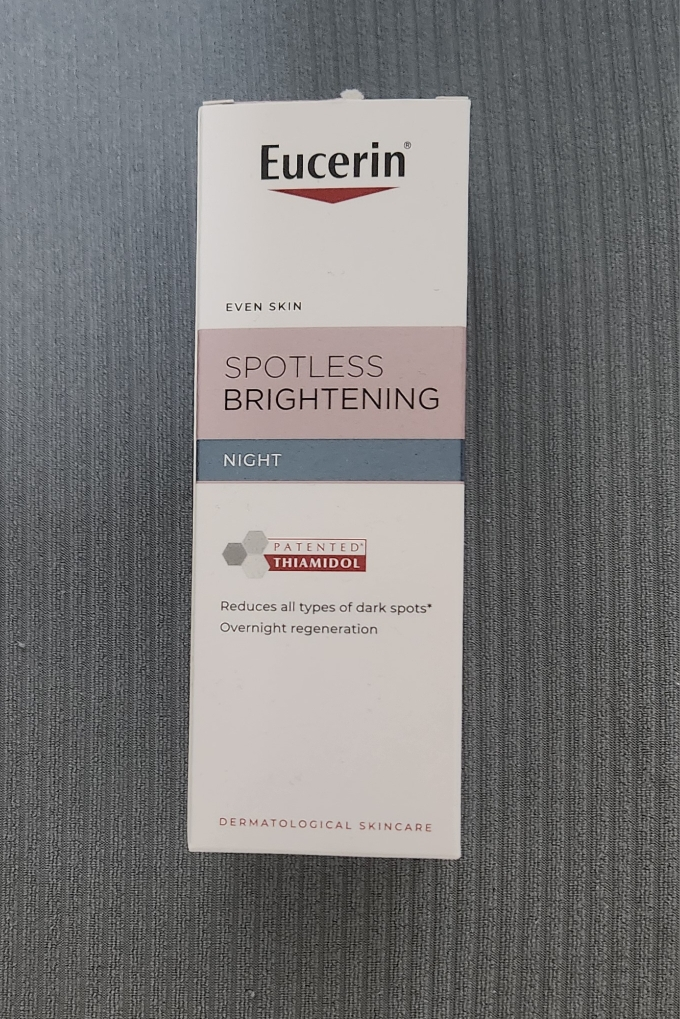 Eucerin®
EVEN SKIN
SPOTLESS
BRIGHTENING
NIGHT
PATENTED*
THIAMIDOL
Reduces all types of dark spots*
Overnight regeneration
DERMATOLOGICAL SKINCARE